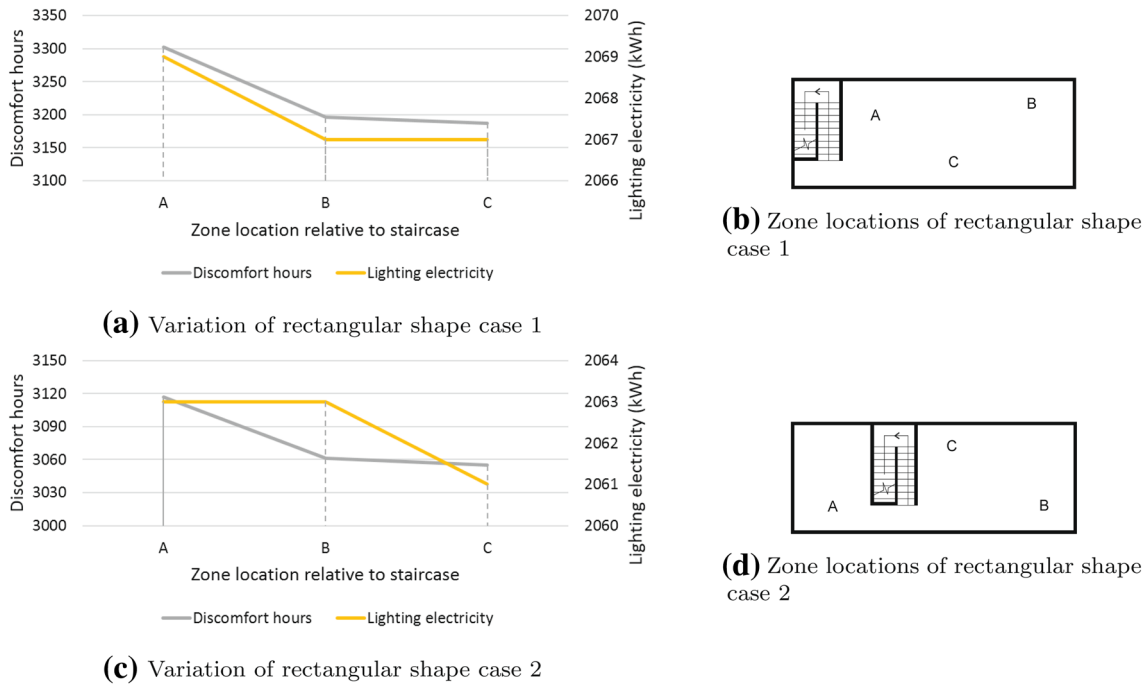 3350
3300
3250
3200
3150
3100
Discomfort hours
2070
2069
2068
2067
2066
Lighting electricity (kWh)
A B C
Zone location relative to staircase
Discomfort hours Lighting electricity
(a) Variation of rectangular shape case 1
A
B
C
(b) Zone locations of rectangular shape
case 1
3150
3120
3090
3060
3030
3000
Discomfort hours
2064
2063
2062
2061
2060
Lighting electricity (kWh)
A B C
Zone location relative to staircase
Discomfort hours Lighting electricity
(c) Variation of rectangular shape case 2
C
A
B
(d) Zone locations of rectangular shape
case 2